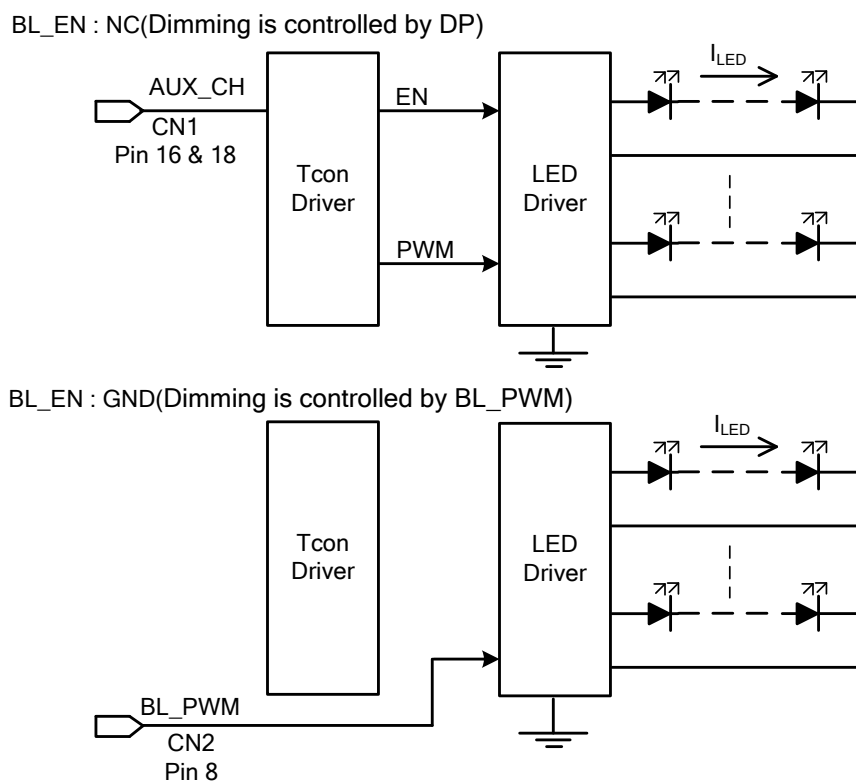 BL_EN : NC(Dimming is controlled by DP)
AUX_CH
CN1
Pin 16 & 18
Tcon
Driver
EN
PWM
LED
Driver
ILED
BL_EN : GND(Dimming is controlled by BL_PWM)
Tcon
Driver
LED
Driver
ILED
BL_PWM
CN2
Pin 8